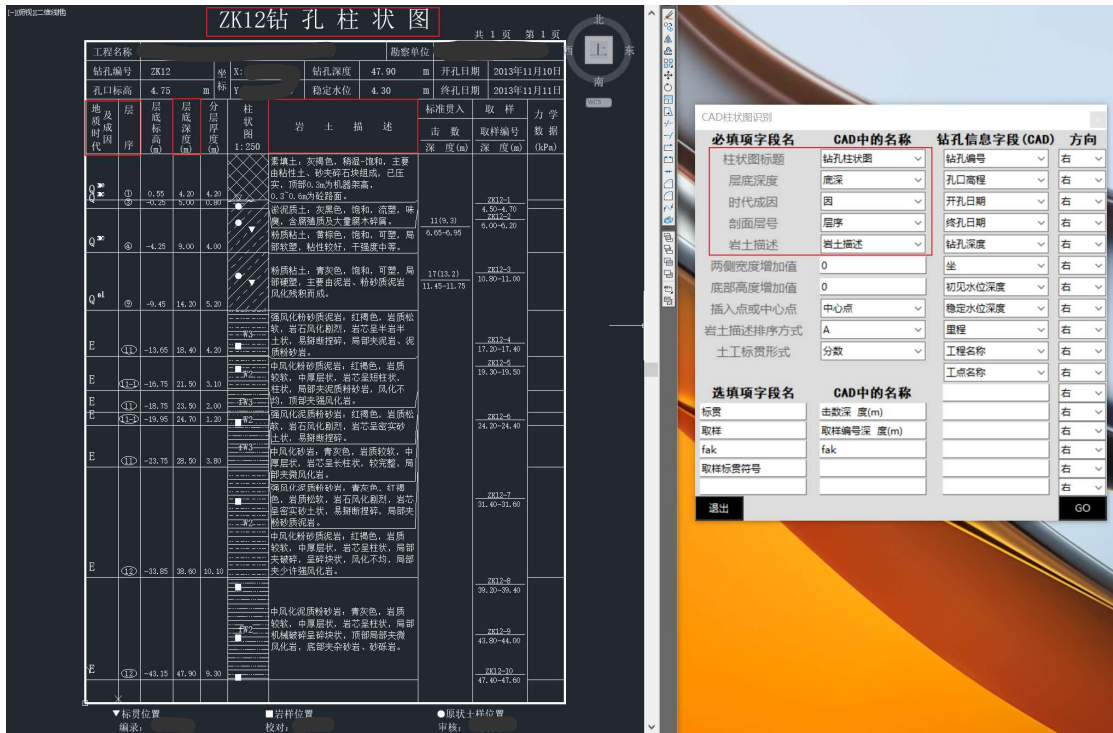 [-][俯视][二维线框]
ZK12钻 孔 柱 状 图
共 1 页 第 1 页
工程名称 勘察单位
钻孔编号 ZK12 坐标 X: 钻孔深度 47.90 m 开孔日期 2013年11月10日
孔口标高 4.75 m Y 稳定水位 4.30 m 终孔日期 2013年11月11日
地质时代及成因 层序 层底标高(m) 层底深度(m) 分层厚度(m) 柱状图 1:250 岩 土 描 述 标准贯入 击 数 深 度(m) 取 样 取样编号 深 度(m) 力 学 数 据 (kPa)
素填土，灰褐色，稍湿-饱和，主要
由粘性土、砂夹碎石块组成，已压
实，顶部0.3m为机器架高，
0.3~0.6m为砼路面。
① 0.55 4.20 4.20
③ -0.25 5.00 0.80
淤泥质土，灰黑色，饱和，流塑，味
臭，含腐殖质及大量腐木碎屑。
ZK12-1
4.50-4.70
ZK12-2
6.00-6.20
11(9.3)
6.65-6.95
粉质粘土，黄棕色，饱和，可塑，局
部软塑，粘性较好，干强度中等。
Q ④ -4.25 9.00 4.00
粉质粘土，青灰色，饱和，可塑，局
部硬塑，主要由泥岩、粉砂质泥岩
风化残积而成。
17(13.2)
11.45-11.75
ZK12-3
10.80-11.00
Q el ⑨ -9.45 14.20 5.20
强风化粉砂质泥岩，红褐色，岩质松
软，岩石风化剧烈，岩芯呈半岩半
土状，易掰断捏碎，局部夹泥岩、泥
质粉砂岩。
W3
ZK12-4
17.20-17.40
E (11) -13.65 18.40 4.20
中风化粉砂质泥岩，红褐色，岩质
较软，中厚层状，岩芯呈短柱状，
柱状，局部夹泥质粉砂岩，风化不
均，顶部夹强风化岩。
W2
ZK12-5
19.30-19.50
E (11-1) -16.75 21.50 3.10
E (11) -18.75 23.50 2.00
W3
E (11-1) -19.95 24.70 1.20
W2
强风化泥质粉砂岩，红褐色，岩质松
软，岩石风化剧烈，岩芯呈密实砂
土状，易掰断捏碎。
ZK12-6
24.20-24.40
W3
中风化砂岩，青灰色，岩质较软，中
厚层状，岩芯呈长柱状，较完整，局
部夹微风化岩。
E (11) -23.75 28.50 3.80
强风化泥质粉砂岩，青灰色，红褐
色，岩质松软，岩石风化剧烈，岩芯
呈密实砂土状，易掰断捏碎，局部夹
粉砂质泥岩。
ZK12-7
31.40-31.60
W2
中风化粉砂质泥岩，红褐色，岩质
较软，中厚层状，岩芯呈柱状，局部
夹破碎，呈碎块状，风化不均，局部
夹少许强风化岩。
E (12) -33.85 38.60 10.10
ZK12-8
39.20-39.40
中风化泥质粉砂岩，青灰色，岩质
较软，中厚层状，岩芯呈柱状，局部
机械破碎呈碎块状，顶部局部夹微
风化岩，底部夹杂砂岩、砂砾岩。
W2
ZK12-9
43.80-44.00
ZK12-10
47.40-47.60
E (12) -43.15 47.90 9.30
▼标贯位置 ■岩样位置 ●原状土样位置
编录： 校对： 审核：
北
西 上 东
南
WCS
CAD柱状图识别
必填项字段名 CAD中的名称 钻孔信息字段(CAD) 方向
柱状图标题 钻孔柱状图 钻孔编号 右
层底深度 底深 孔口高程 右
时代成因 因 开孔日期 右
剖面层号 层序 终孔日期 右
岩土描述 岩土描述 钻孔深度 右
两侧宽度增加值 0 坐 右
底部高度增加值 0 初见水位深度 右
插入点或中心点 中心点 稳定水位深度 右
岩土描述排序方式 A 里程 右
土工标贯形式 分数 工程名称 右
工点名称 右
选填项字段名 CAD中的名称 右
标贯 击数深 度(m) 右
取样 取样编号深 度(m) 右
fak fak 右
取样标贯符号 右
右
退出 GO